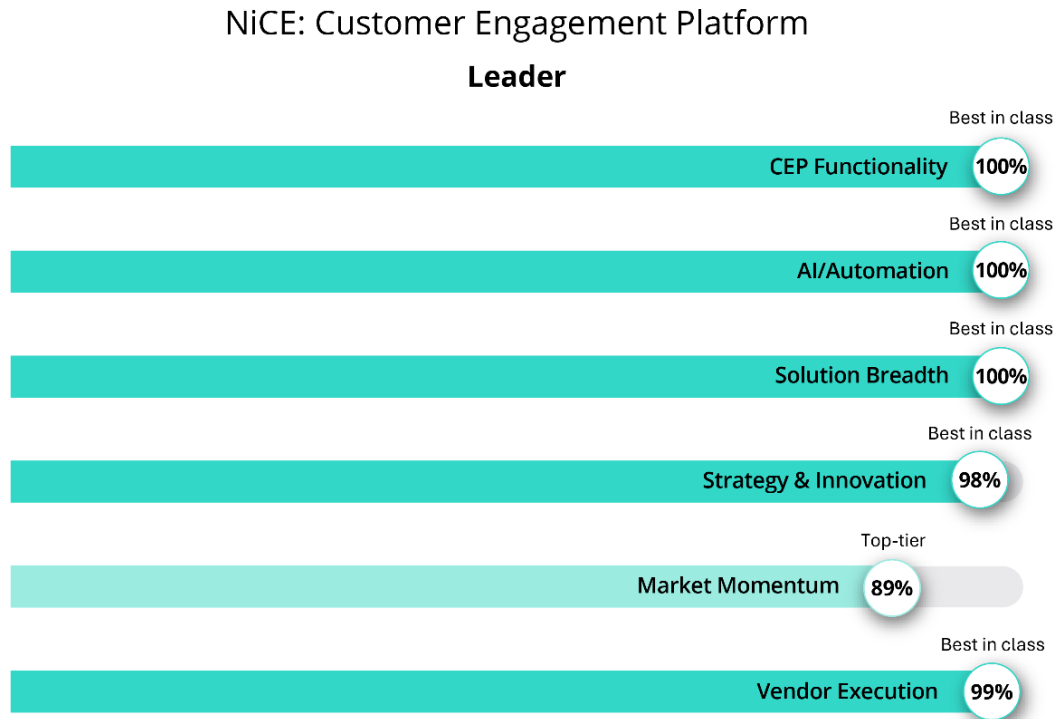 NiCE: Customer Engagement Platform
Leader
Best in class
CEP Functionality 100%
Best in class
AI/Automation 100%
Best in class
Solution Breadth 100%
Best in class
Strategy & Innovation 98%
Top-tier
Market Momentum 89%
Best in class
Vendor Execution 99%